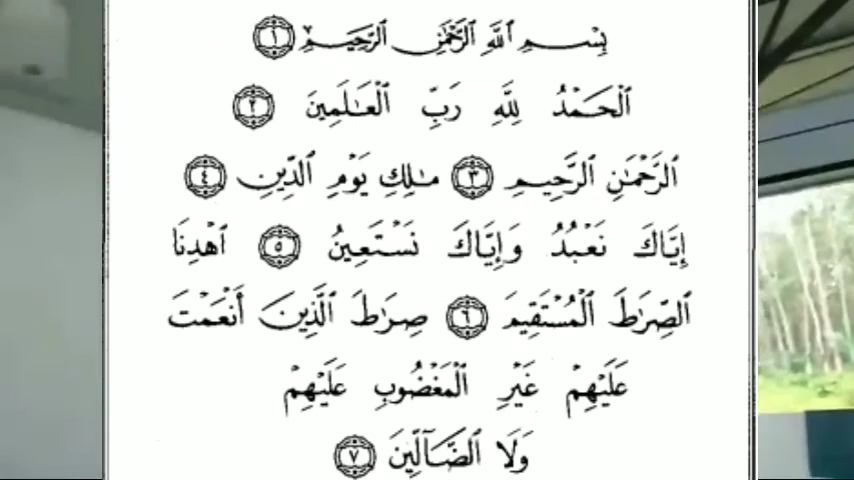 بِسْمِ ٱللَّهِ ٱلرَّحْمَٰنِ ٱلرَّحِيمِ ١
ٱلْحَمْدُ لِلَّهِ رَبِّ ٱلْعَٰلَمِينَ ٢
ٱلرَّحْمَٰنِ ٱلرَّحِيمِ ٣ مَٰلِكِ يَوْمِ ٱلدِّينِ ٤
إِيَّاكَ نَعْبُدُ وَإِيَّاكَ نَسْتَعِينُ ٥ ٱهْدِنَا
ٱلصِّرَٰطَ ٱلْمُسْتَقِيمَ ٦ صِرَٰطَ ٱلَّذِينَ أَنْعَمْتَ
عَلَيْهِمْ غَيْرِ ٱلْمَغْضُوبِ عَلَيْهِمْ
وَلَا ٱلضَّآلِّينَ ٧